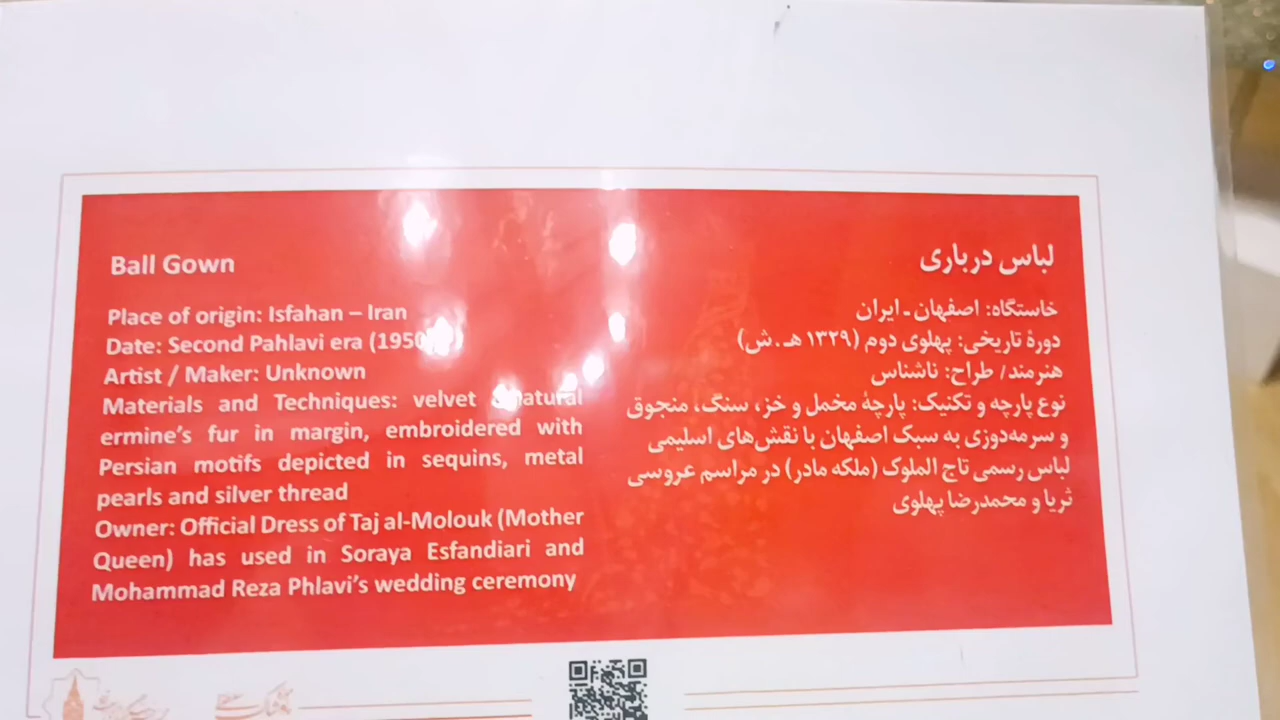 Ball Gown
Place of origin: Isfahan – Iran
Date: Second Pahlavi era (1950
Artist / Maker: Unknown
Materials and Techniques: velvet & natural
ermine's fur in margin, embroidered with
Persian motifs depicted in sequins, metal
pearls and silver thread
Owner: Official Dress of Taj al-Molouk (Mother
Queen) has used in Soraya Esfandiari and
Mohammad Reza Phlavi's wedding ceremony
لباس درباری
خاستگاه: اصفهان ـ ایران
دورهٔ تاریخی: پهلوی دوم (۱۳۲۹ هـ.ش)
هنرمند/ طراح: ناشناس
نوع پارچه و تکنیک: پارچهٔ مخمل و خز، سنگ، منجوق
و سرمه‌دوزی به سبک اصفهان با نقش‌های اسلیمی
لباس رسمی تاج الملوک (ملکه مادر) در مراسم عروسی
ثریا و محمدرضا پهلوی